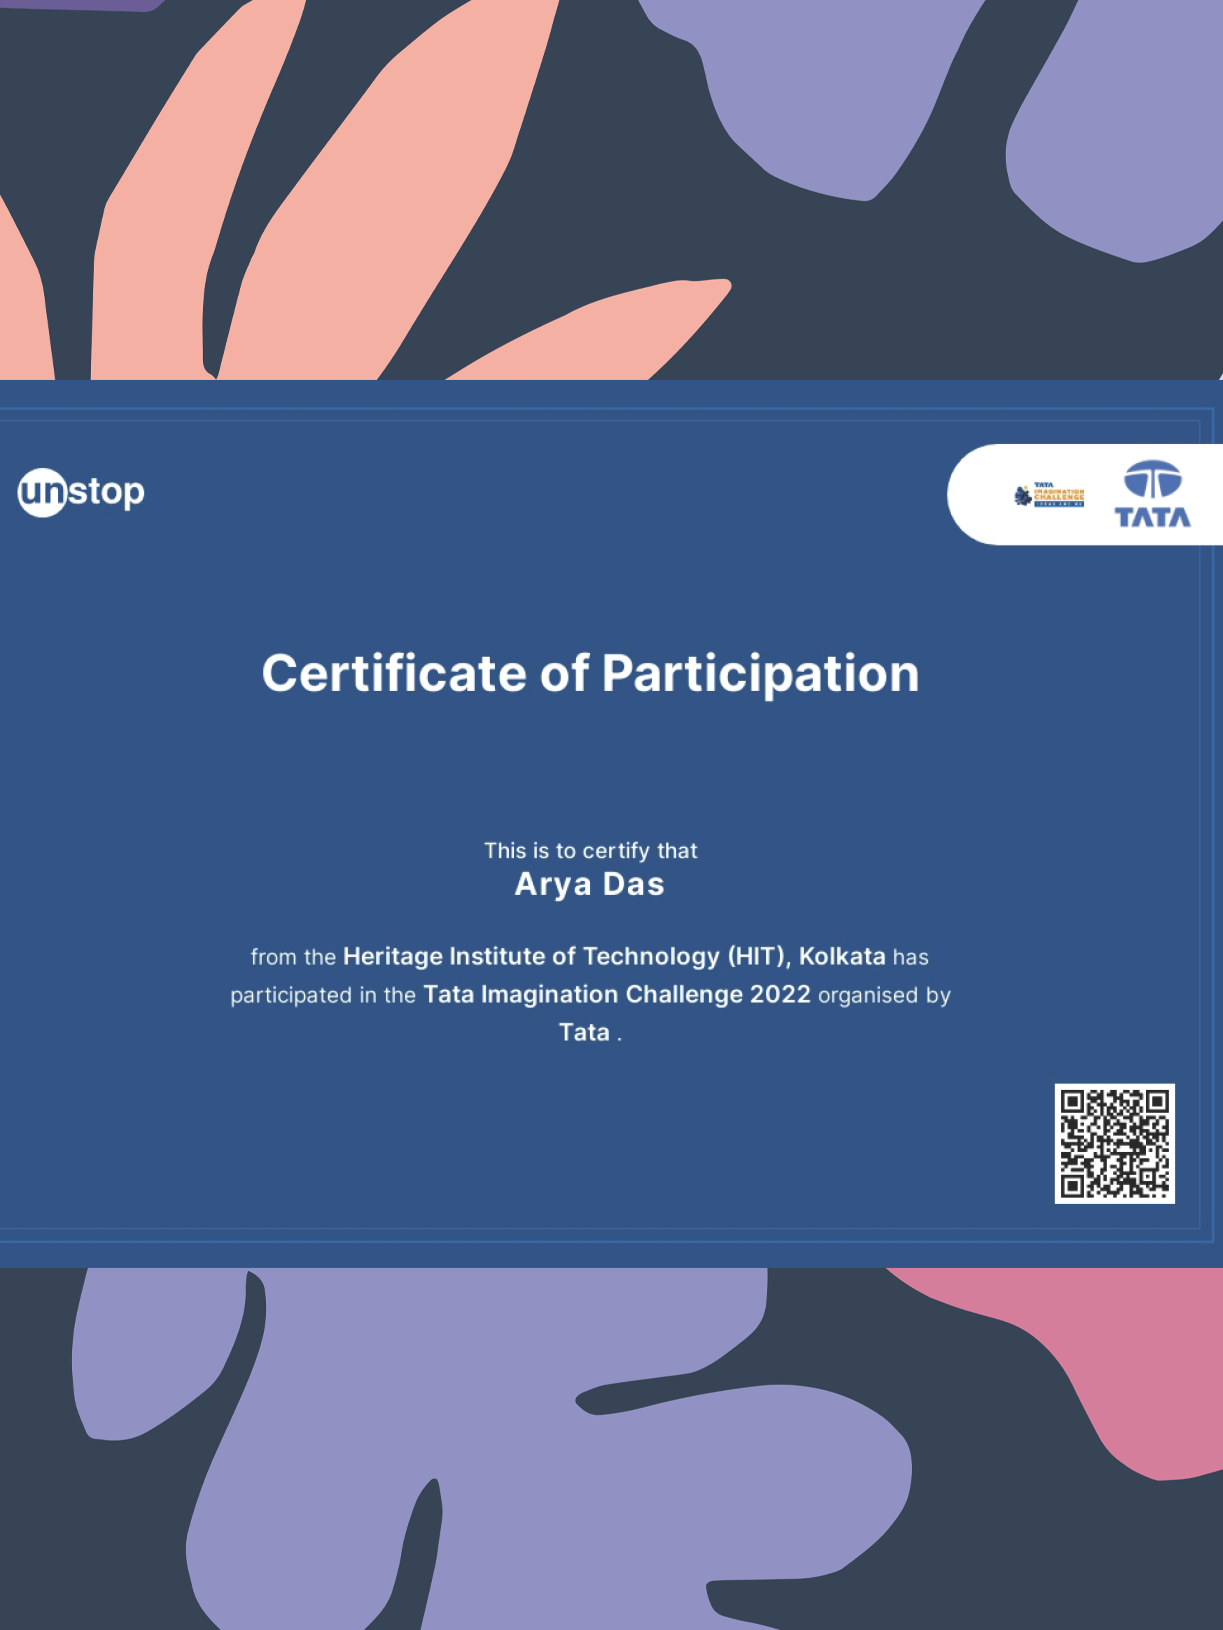 unstop
TATA
IMAGINATION
CHALLENGE
TATA
Certificate of Participation
This is to certify that
Arya Das
from the Heritage Institute of Technology (HIT), Kolkata has
participated in the Tata Imagination Challenge 2022 organised by
Tata .